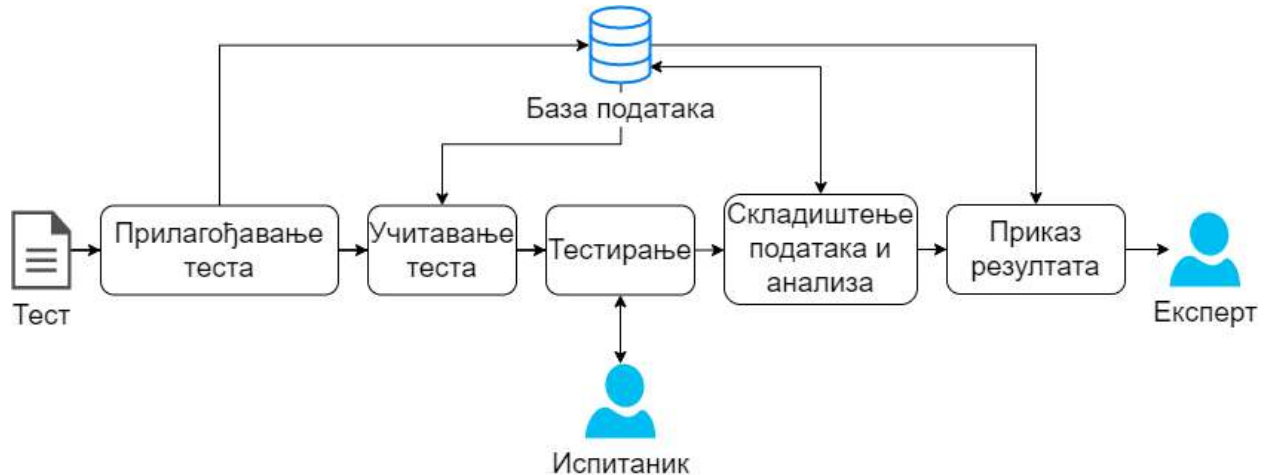 База података
Прилагођавање
теста
Учитавање
теста
Тестирање
Складиштење
података и
анализа
Приказ
резултата
Тест
Експерт
Испитаник